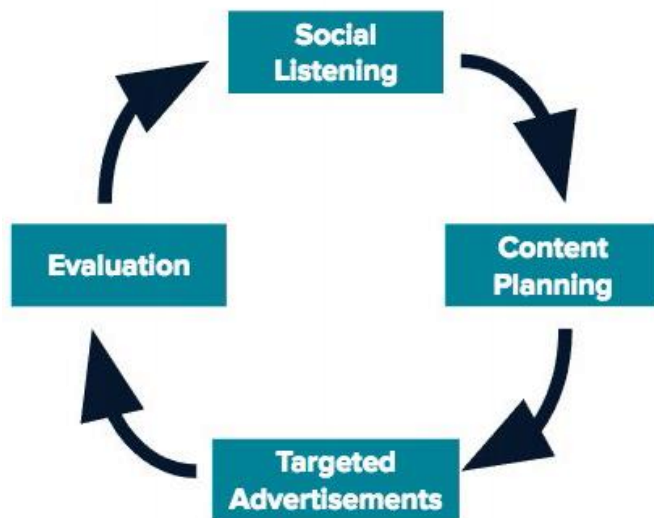 Social
Listening
Content
Planning
Targeted
Advertisements
Evaluation